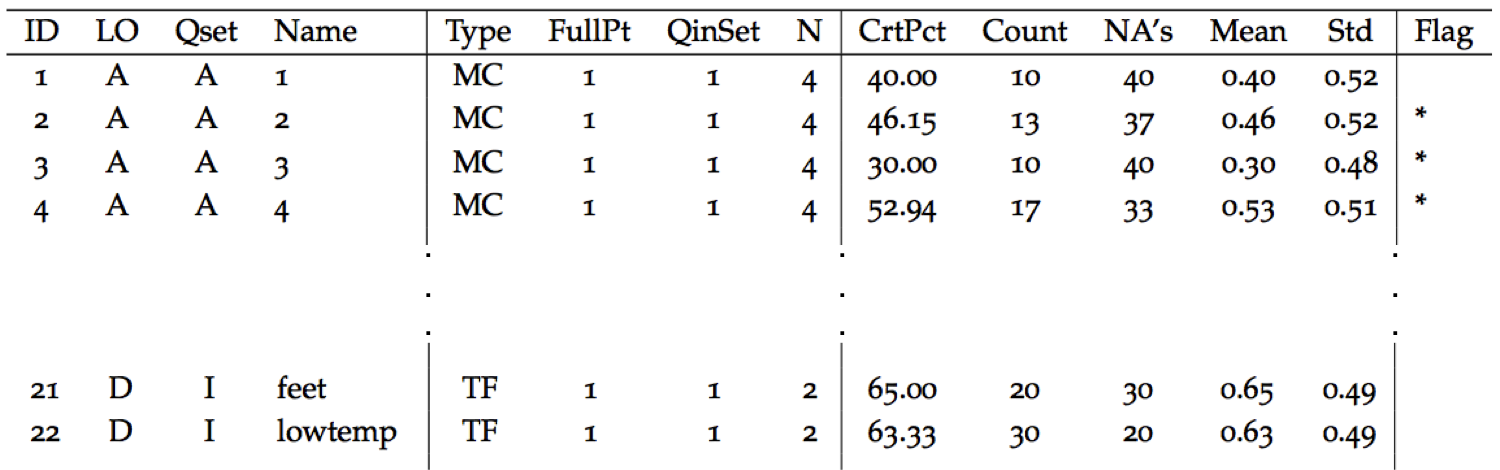 ID LO Qset Name Type FullPt QinSet N CrtPct Count NA's Mean Std Flag
1 A A 1 MC 1 1 4 40.00 10 40 0.40 0.52
2 A A 2 MC 1 1 4 46.15 13 37 0.46 0.52 *
3 A A 3 MC 1 1 4 30.00 10 40 0.30 0.48 *
4 A A 4 MC 1 1 4 52.94 17 33 0.53 0.51 *
. . .
. . .
. . .
21 D I feet TF 1 1 2 65.00 20 30 0.65 0.49
22 D I lowtemp TF 1 1 2 63.33 30 20 0.63 0.49